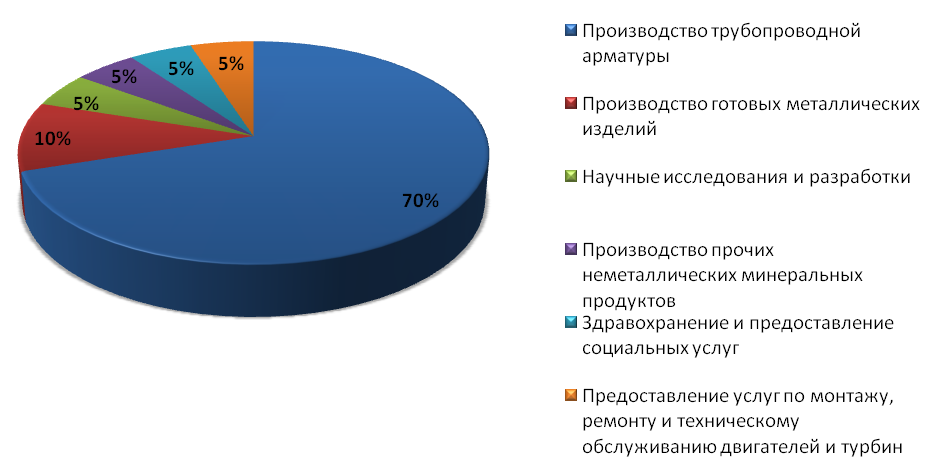 5%
5%
5%
5%
10%
70%
Производство трубопроводной
арматуры
Производство готовых металлических
изделий
Научные исследования и разработки
Производство прочих
неметаллических минеральных
продуктов
Здравохранение и предоставление
социальных услуг
Предоставление услуг по монтажу,
ремонту и техническому
обслуживанию двигателей и турбин